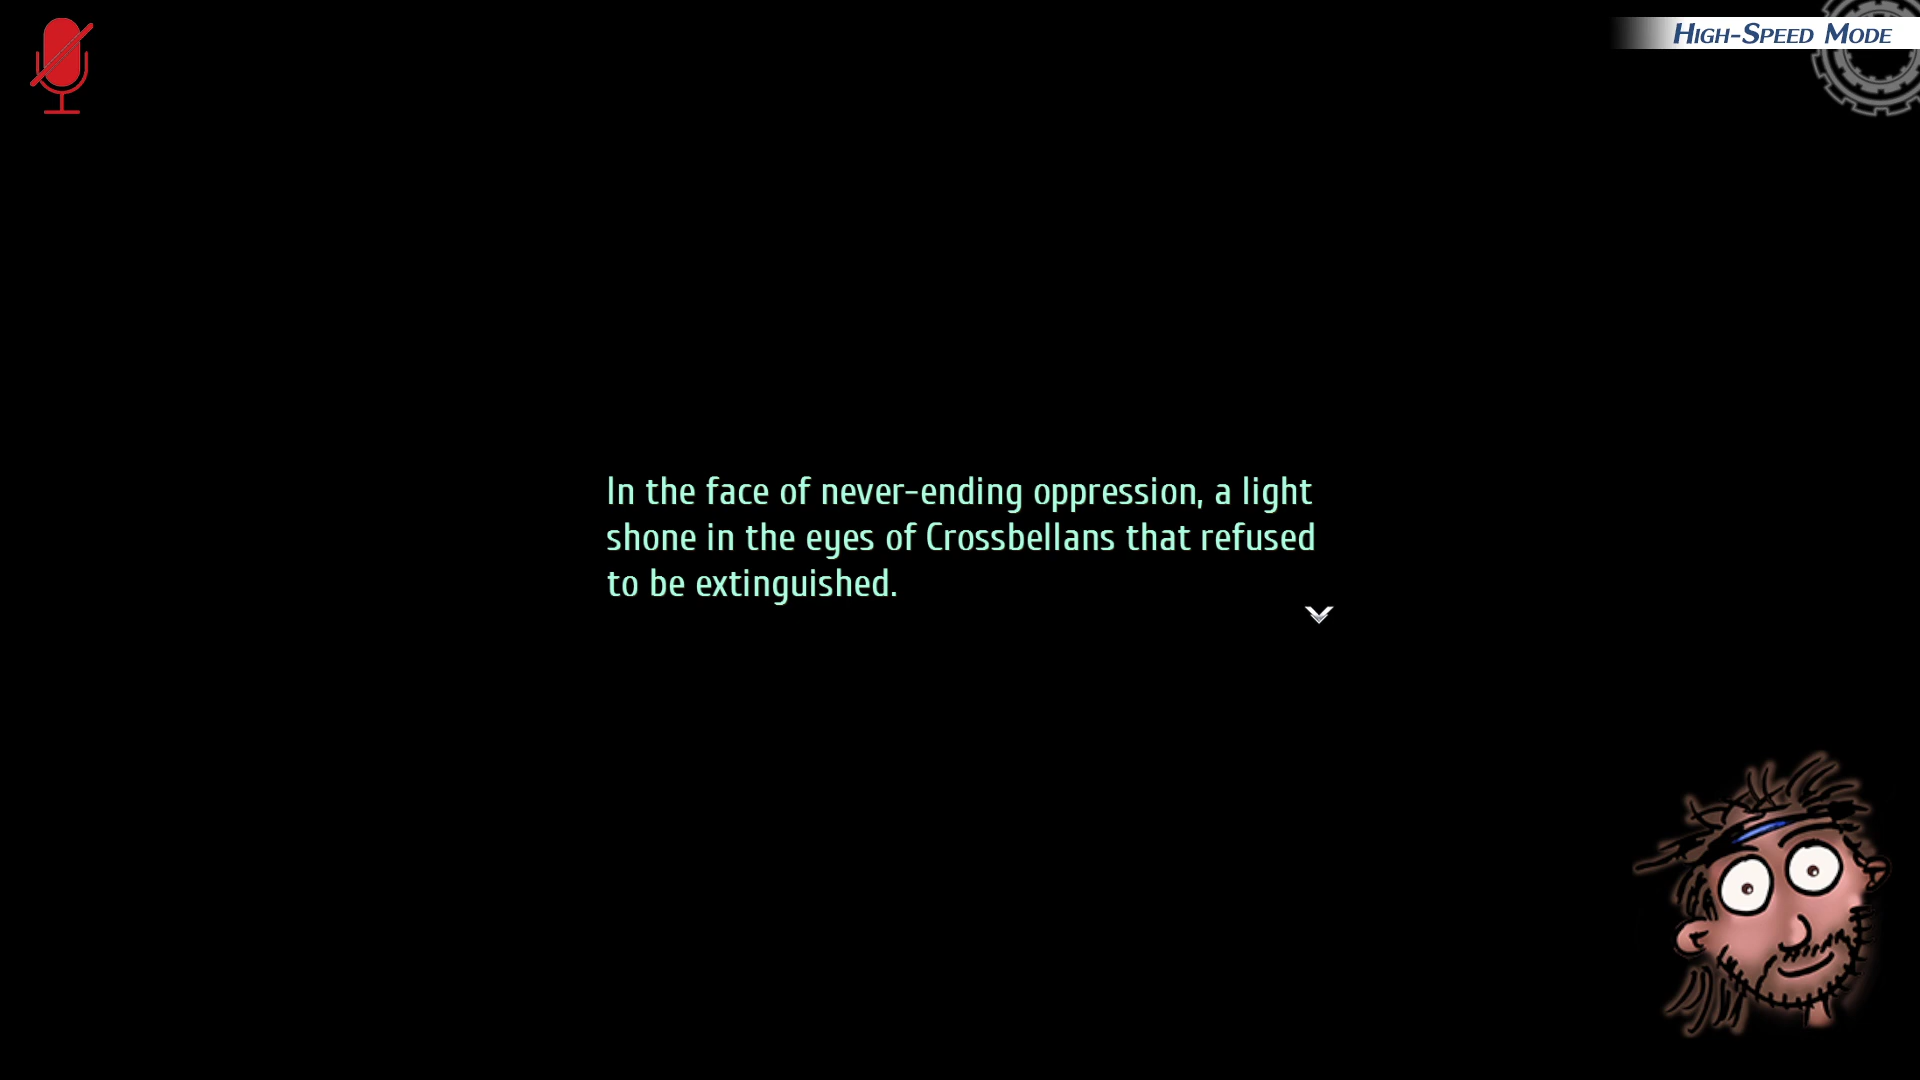 High-Speed Mode
In the face of never-ending oppression, a light
shone in the eyes of Crossbellans that refused
to be extinguished.